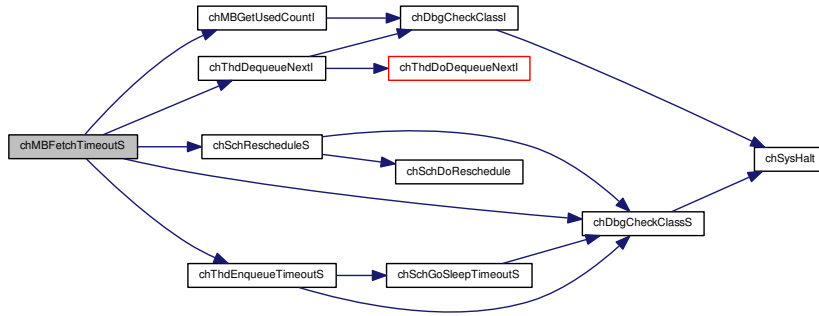 chMBGetUsedCountI
chDbgCheckClassI
chThdDequeueNextI
chThdDoDequeueNextI
chMBFetchTimeoutS
chSchRescheduleS
chSchDoReschedule
chSysHalt
chDbgCheckClassS
chThdEnqueueTimeoutS
chSchGoSleepTimeoutS